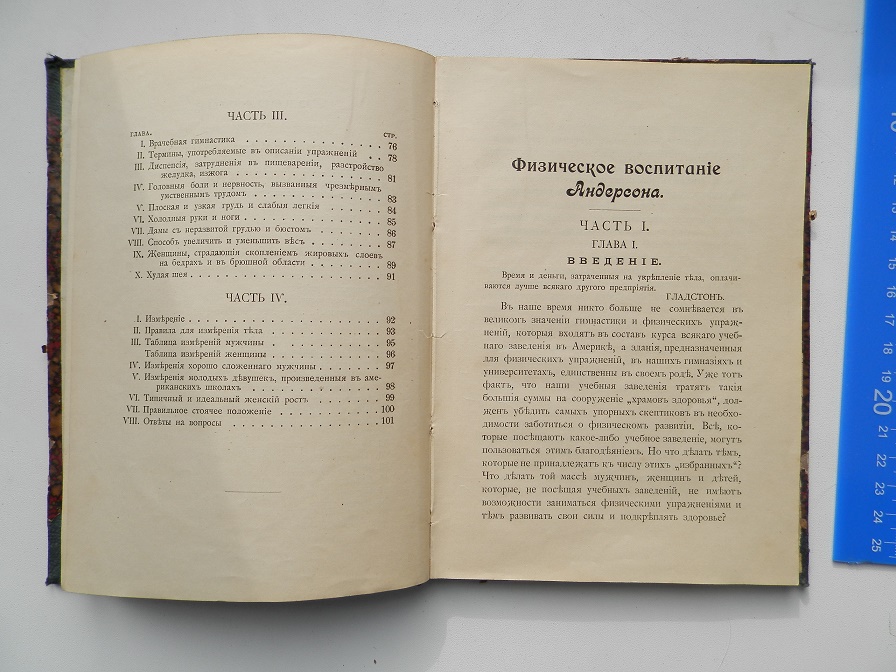 ЧАСТЬ III.
ГЛАВА. СТР.
I. Врачебная гимнастика . . . . . . . . . . . . . . 76
II. Термины, употребляемые въ описаніи упражненій . . 78
III. Диспепсія, затрудненія въ пищевареніи, разстройство
желудка, изжога . . . . . . . . . . . . . . . 81
IV. Головныя боли и нервность, вызванныя чрезмѣрнымъ
умственнымъ трудомъ . . . . . . . . . . . . . 83
V. Плоская и узкая грудь и слабыя легкія . . . . . . 84
VI. Холодныя руки и ноги . . . . . . . . . . . . . . 85
VII. Дамы съ неразвитой грудью и бюстомъ . . . . . . . 86
VIII. Способъ увеличить и уменьшить вѣсъ . . . . . . . . 87
IX. Женщины, страдающія скопленіемъ жировыхъ слоевъ
на бедрахъ и въ брюшной области . . . . . . . . 89
X. Худая шея . . . . . . . . . . . . . . . . . . . 91
ЧАСТЬ IV.
I. Измѣреніе . . . . . . . . . . . . . . . . . . . 92
II. Правила для измѣренія тѣла . . . . . . . . . . . 93
III. Таблица измѣреній мужчины . . . . . . . . . . . 95
Таблица измѣреній женщины . . . . . . . . . . . 96
IV. Измѣренія хорошо сложеннаго мужчины . . . . . . . 97
V. Измѣренія молодыхъ дѣвушекъ, произведенныя въ аме-
риканскихъ школахъ . . . . . . . . . . . . . . 98
VI. Типичный и идеальный женскій ростъ . . . . . . . 99
VII. Правильное стоячее положеніе . . . . . . . . . . 100
VIII. Отвѣты на вопросы . . . . . . . . . . . . . . . 101
Физическое воспитаніе
Андерсона.
ЧАСТЬ I.
ГЛАВА I.
ВВЕДЕНІЕ.
Время и деньги, затраченныя на укрѣпленіе тѣла, оплачи-
ваются лучше всякаго другого предпріятія.
ГЛАДСТОНЪ.
Въ наше время никто больше не сомнѣвается въ
великомъ значеніи гимнастики и физическихъ упраж-
неній, которыя входятъ въ составъ курса всякаго учеб-
наго заведенія въ Америкѣ, а зданія, предназначенныя
для физическихъ упражненій, въ нашихъ гимназіяхъ и
университетахъ, единственны въ своемъ родѣ. Уже тотъ
фактъ, что наши учебныя заведенія тратятъ такія
большія суммы на сооруженіе „храмовъ здоровья“, дол-
женъ убѣдить самыхъ упорныхъ скептиковъ въ необхо-
димости заботиться о физическомъ развитіи. Всѣ, ко-
торые посѣщаютъ какое-либо учебное заведеніе, могутъ
пользоваться этимъ благодѣяніемъ. Но что дѣлать тѣмъ,
которые не принадлежатъ къ числу этихъ „избранныхъ“?
Что дѣлать той массѣ мужчинъ, женщинъ и дѣтей,
которые, не посѣщая учебныхъ заведеній, не имѣютъ
возможности заниматься физическими упражненіями и
тѣмъ развивать свои силы и подкрѣплять здоровье?
12
13
14
15
16
17
18
19
20
21
22
23
24
25